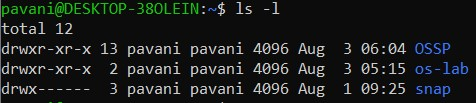 pavani@DESKTOP-38OLEIN:~$ ls -l
total 12
drwxr-xr-x 13 pavani pavani 4096 Aug  3 06:04 OSSP
drwxr-xr-x  2 pavani pavani 4096 Aug  3 05:15 os-lab
drwx------  3 pavani pavani 4096 Aug  1 09:25 snap